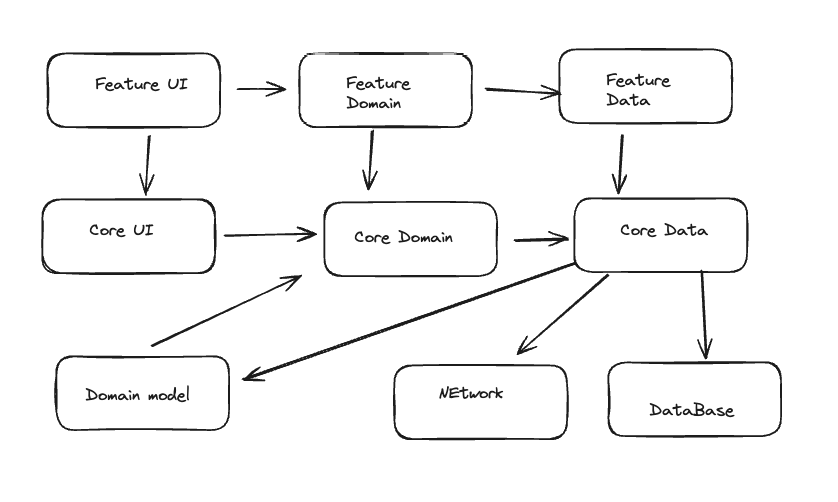 Feature UI
Feature
Domain
Feature
Data
Core UI
Core Domain
Core Data
Domain model
NEtwork
DataBase